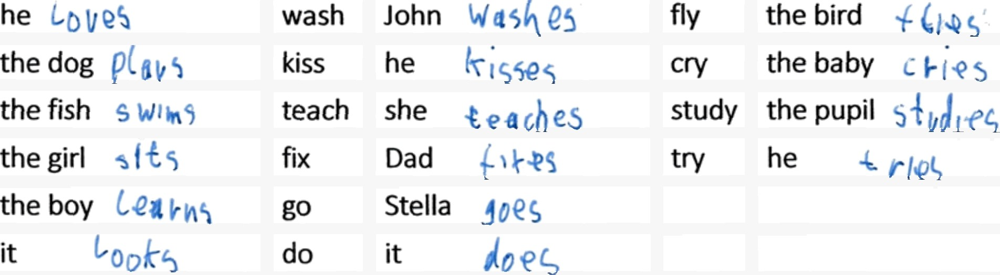 he loves wash John washes fly the bird flies
the dog plays kiss he kisses cry the baby cries
the fish swims teach she teaches study the pupil studies
the girl sits fix Dad fixes try he tries
the boy learns go Stella goes
it looks do it does